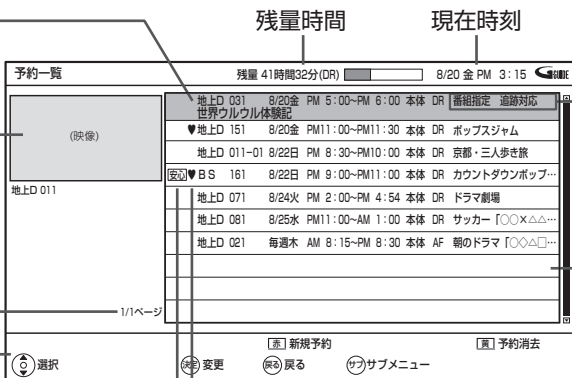 残量時間 現在時刻
予約一覧 残量 41時間32分(DR) 8/20 金 PM 3:15 G-GUIDE
地上D 031 8/20金 PM 5:00~PM 6:00 本体 DR 番組指定 追跡対応
世界ウルウル体験記
(映像)
♥地上D 151 8/20金 PM11:00~PM11:30 本体 DR ポップスジャム
地上D 011-01 8/22日 PM 8:30~PM10:00 本体 DR 京都・三人歩き旅
安心♥BS 161 8/22日 PM 9:00~PM11:00 本体 DR カウントダウンポップ…
地上D 011
地上D 071 8/24火 PM 2:00~PM 4:54 本体 DR ドラマ劇場
地上D 081 8/25水 PM11:00~AM 1:00 本体 DR サッカー「○○×△△…
地上D 021 毎週木 AM 8:15~PM 8:30 本体 AF 朝のドラマ「○◇△□…
1/1ページ
赤 新規予約 黄 予約消去
選択 決定 変更 戻る 戻る サブ サブメニュー